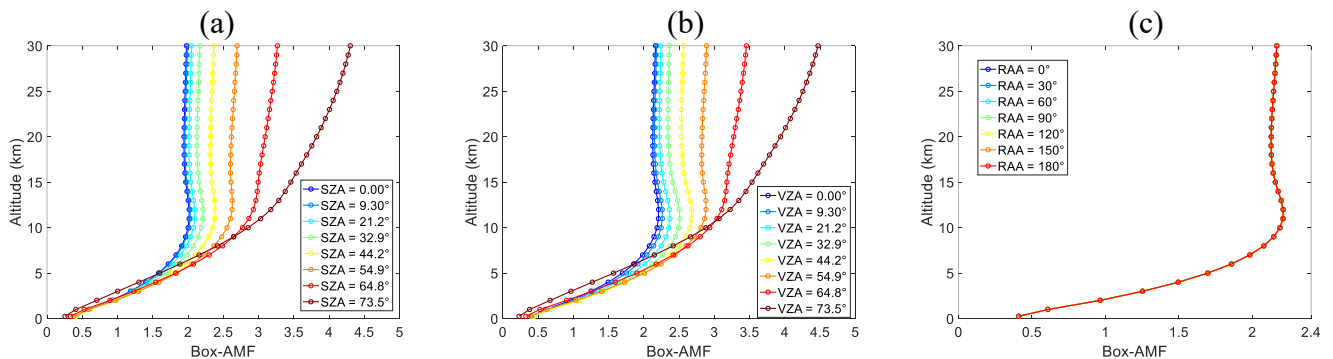 (a)
30
25
20
15
10
5
0
Altitude (km)
0 0.5 1 1.5 2 2.5 3 3.5 4 4.5 5
Box-AMF
SZA = 0.00°
SZA = 9.30°
SZA = 21.2°
SZA = 32.9°
SZA = 44.2°
SZA = 54.9°
SZA = 64.8°
SZA = 73.5°
(b)
30
25
20
15
10
5
0
Altitude (km)
0 0.5 1 1.5 2 2.5 3 3.5 4 4.5 5
Box-AMF
VZA = 0.00°
VZA = 9.30°
VZA = 21.2°
VZA = 32.9°
VZA = 44.2°
VZA = 54.9°
VZA = 64.8°
VZA = 73.5°
(c)
30
25
20
15
10
5
0
Altitude (km)
0 0.5 1 1.5 2 2.4
Box-AMF
RAA = 0°
RAA = 30°
RAA = 60°
RAA = 90°
RAA = 120°
RAA = 150°
RAA = 180°